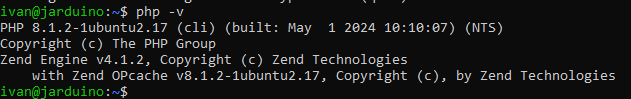 ivan@jarduino:~$ php -v
PHP 8.1.2-1ubuntu2.17 (cli) (built: May  1 2024 10:10:07) (NTS)
Copyright (c) The PHP Group
Zend Engine v4.1.2, Copyright (c) Zend Technologies
    with Zend OPcache v8.1.2-1ubuntu2.17, Copyright (c), by Zend Technologies
ivan@jarduino:~$